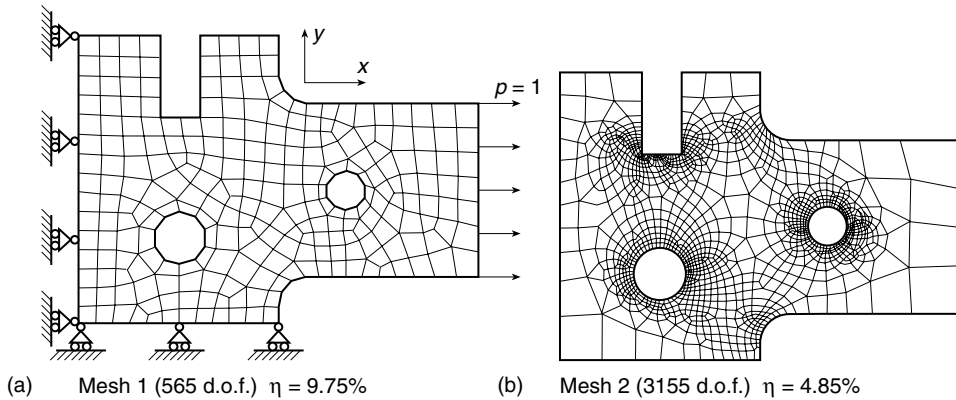 y
x
p = 1
(a) Mesh 1 (565 d.o.f.) η = 9.75%
(b) Mesh 2 (3155 d.o.f.) η = 4.85%